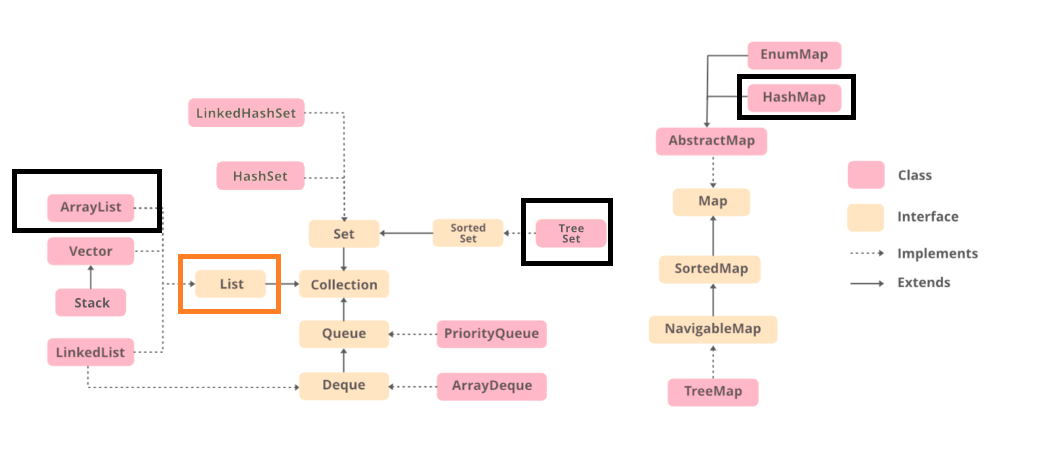 EnumMap
HashMap
LinkedHashSet
AbstractMap
HashSet
Class
ArrayList
Map
Interface
Set
Sorted
Set
Tree
Set
Vector
Implements
SortedMap
List
Collection
Extends
Stack
Queue
PriorityQueue
NavigableMap
LinkedList
Deque
ArrayDeque
TreeMap